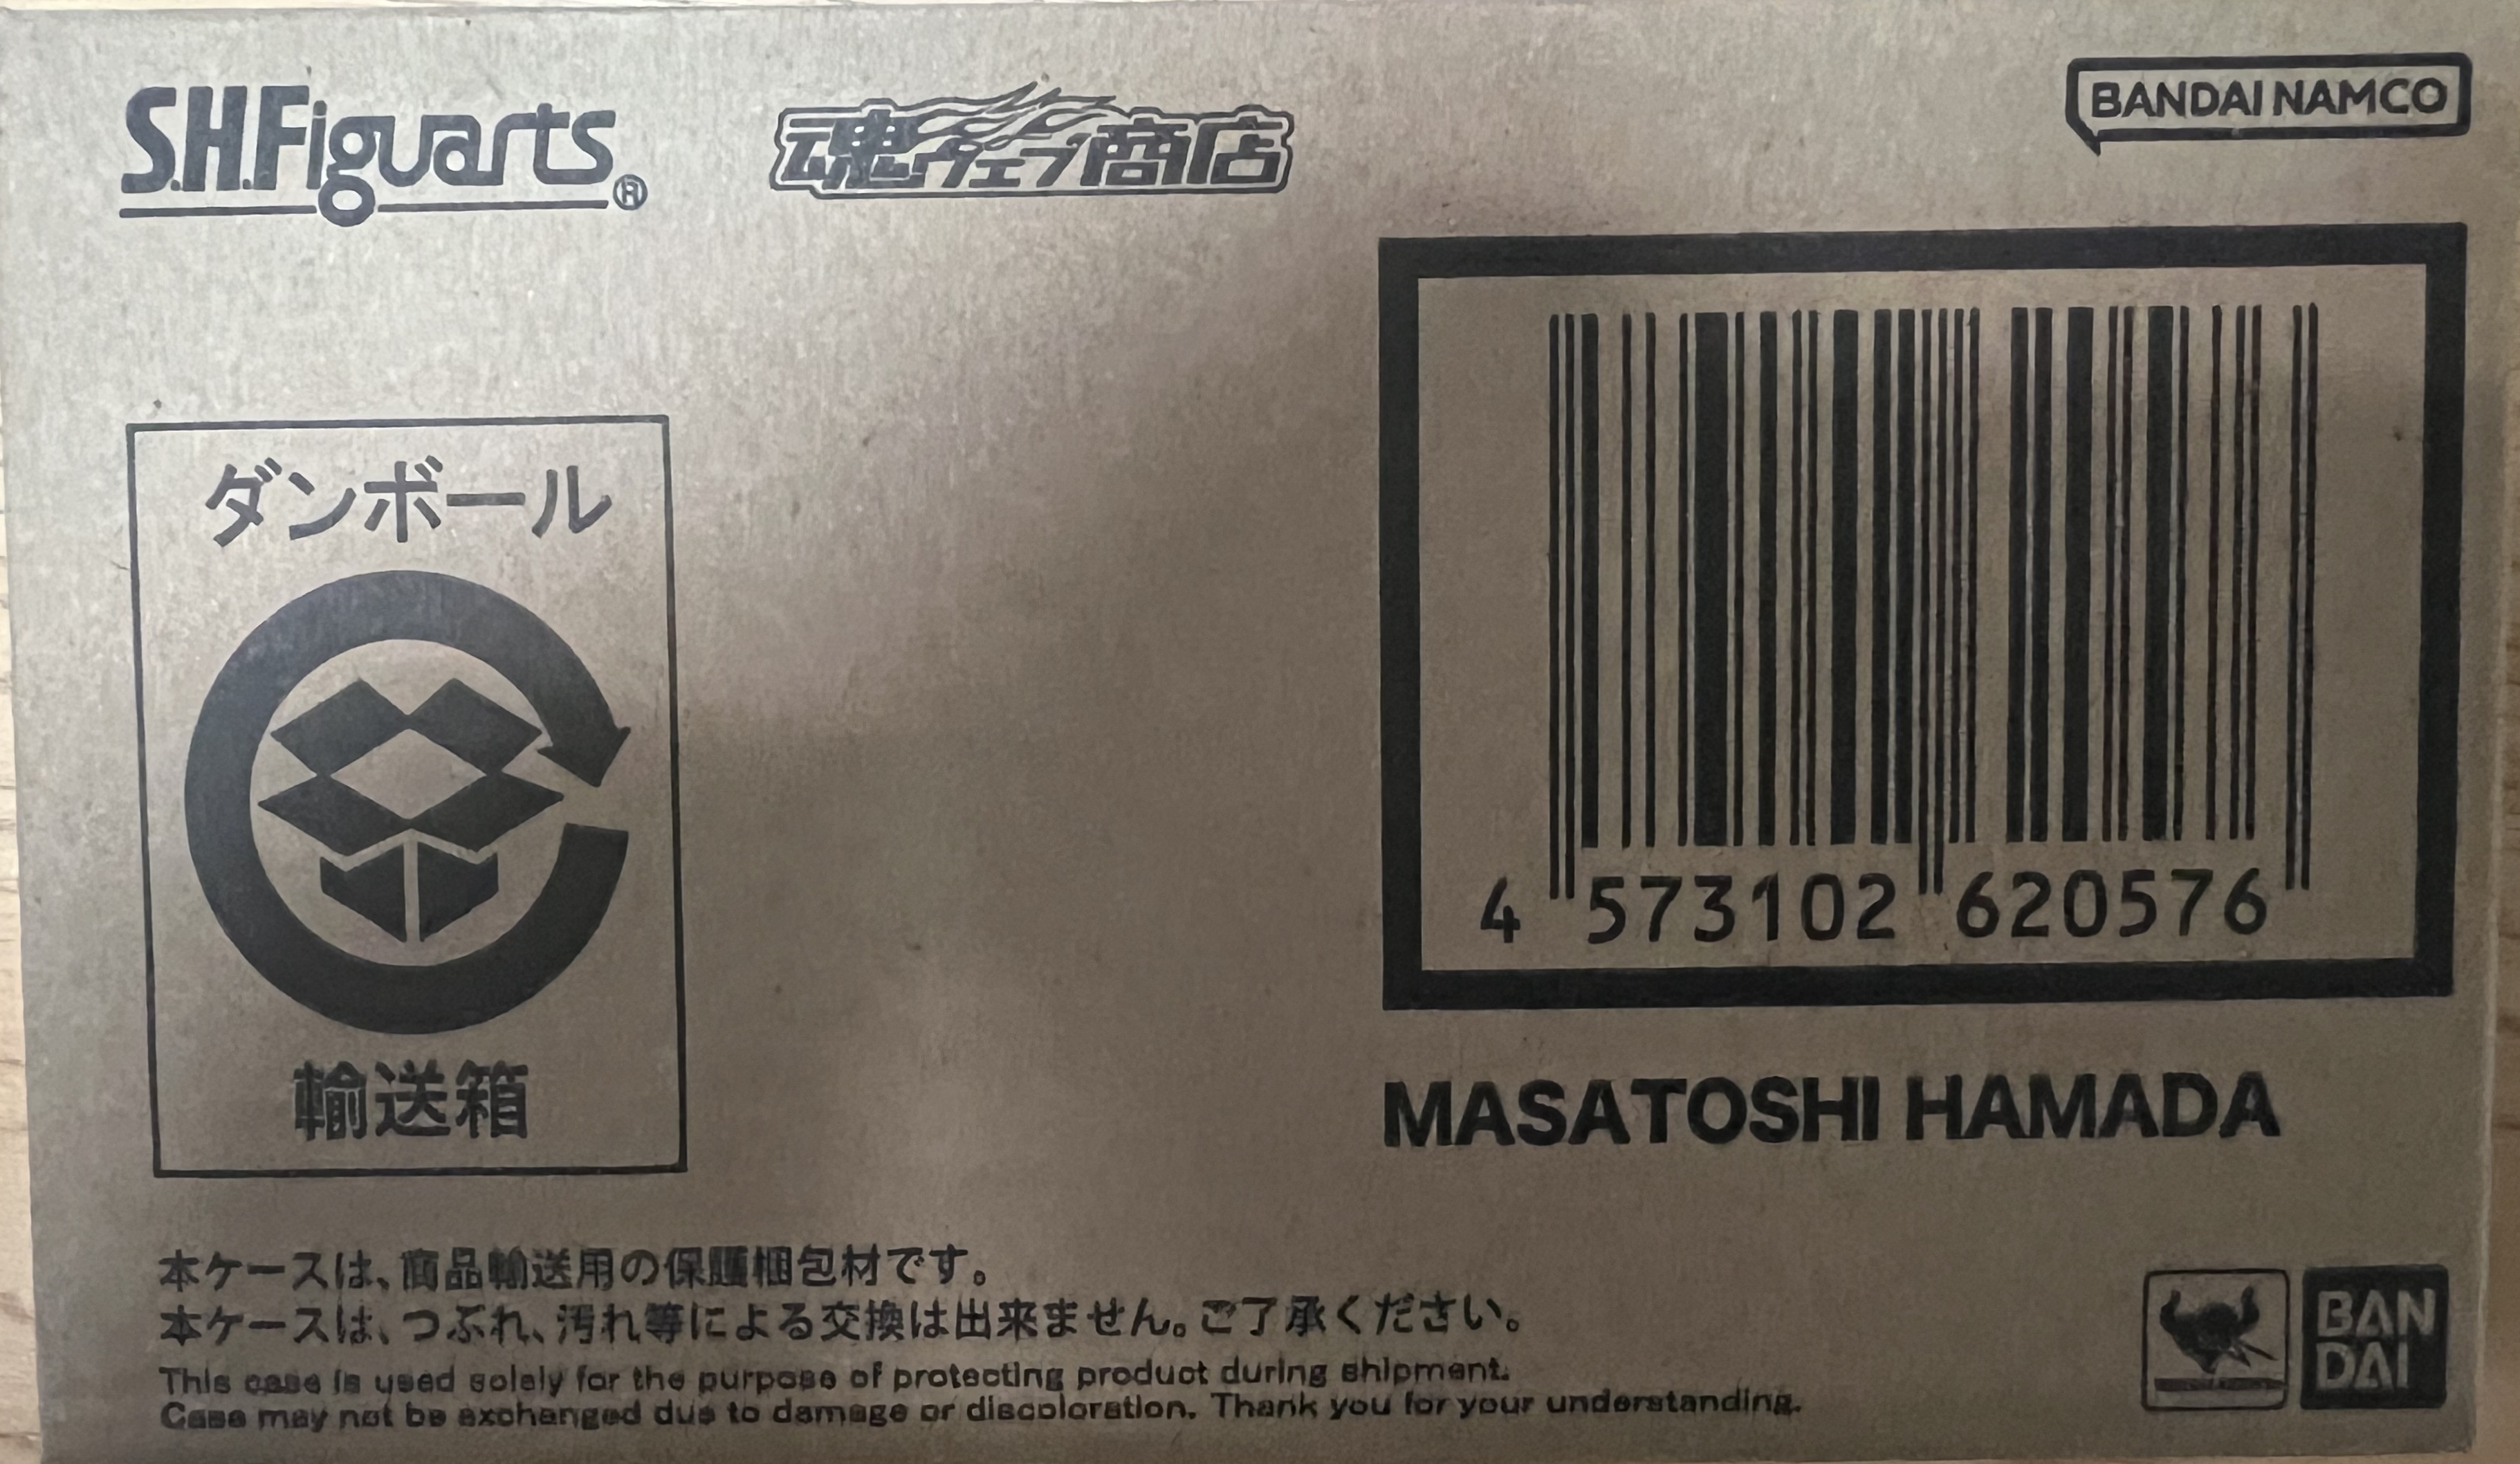 S.H.Figuarts®
魂ウェブ商店
BANDAI NAMCO
ダンボール
輸送箱
4 573102 620576
MASATOSHI HAMADA
本ケースは、商品輸送用の保護梱包材です。
本ケースは、つぶれ、汚れ等による交換は出来ません。ご了承ください。
This case is used solely for the purpose of protecting product during shipment.
Case may not be exchanged due to damage or discoloration. Thank you for your understanding.
BAN
DAI